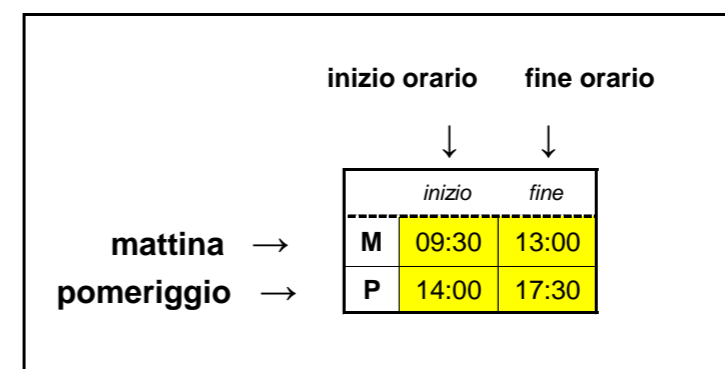 inizio orario fine orario
↓ ↓
inizio fine
mattina → M 09:30 13:00
pomeriggio → P 14:00 17:30